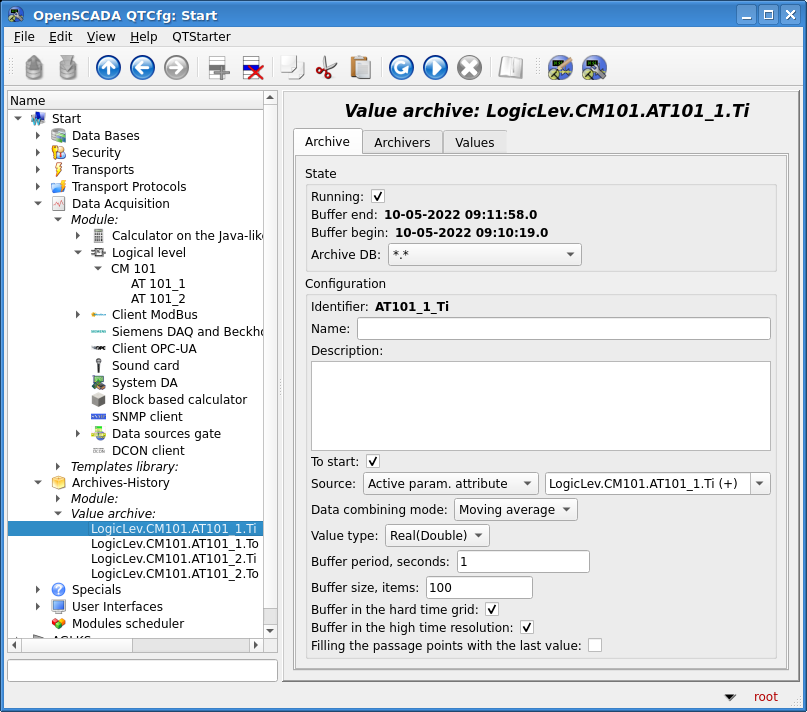 OpenSCADA QTCfg: Start
File Edit View Help QTStarter
Name
Start
Data Bases
Security
Transports
Transport Protocols
Data Acquisition
Module:
Calculator on the Java-lik
Logical level
CM 101
AT 101_1
AT 101_2
Client ModBus
Siemens DAQ and Beckho
Client OPC-UA
Sound card
System DA
Block based calculator
SNMP client
Data sources gate
DCON client
Templates library:
Archives-History
Module:
Value archive:
LogicLev.CM101.AT101_1.Ti
LogicLev.CM101.AT101_1.To
LogicLev.CM101.AT101_2.Ti
LogicLev.CM101.AT101_2.To
Specials
User Interfaces
Modules scheduler
Value archive: LogicLev.CM101.AT101_1.Ti
Archive Archivers Values
State
Running:
Buffer end: 10-05-2022 09:11:58.0
Buffer begin: 10-05-2022 09:10:19.0
Archive DB: *.*
Configuration
Identifier: AT101_1_Ti
Name:
Description:
To start:
Source: Active param. attribute LogicLev.CM101.AT101_1.Ti (+)
Data combining mode: Moving average
Value type: Real(Double)
Buffer period, seconds: 1
Buffer size, items: 100
Buffer in the hard time grid:
Buffer in the high time resolution:
Filling the passage points with the last value:
root